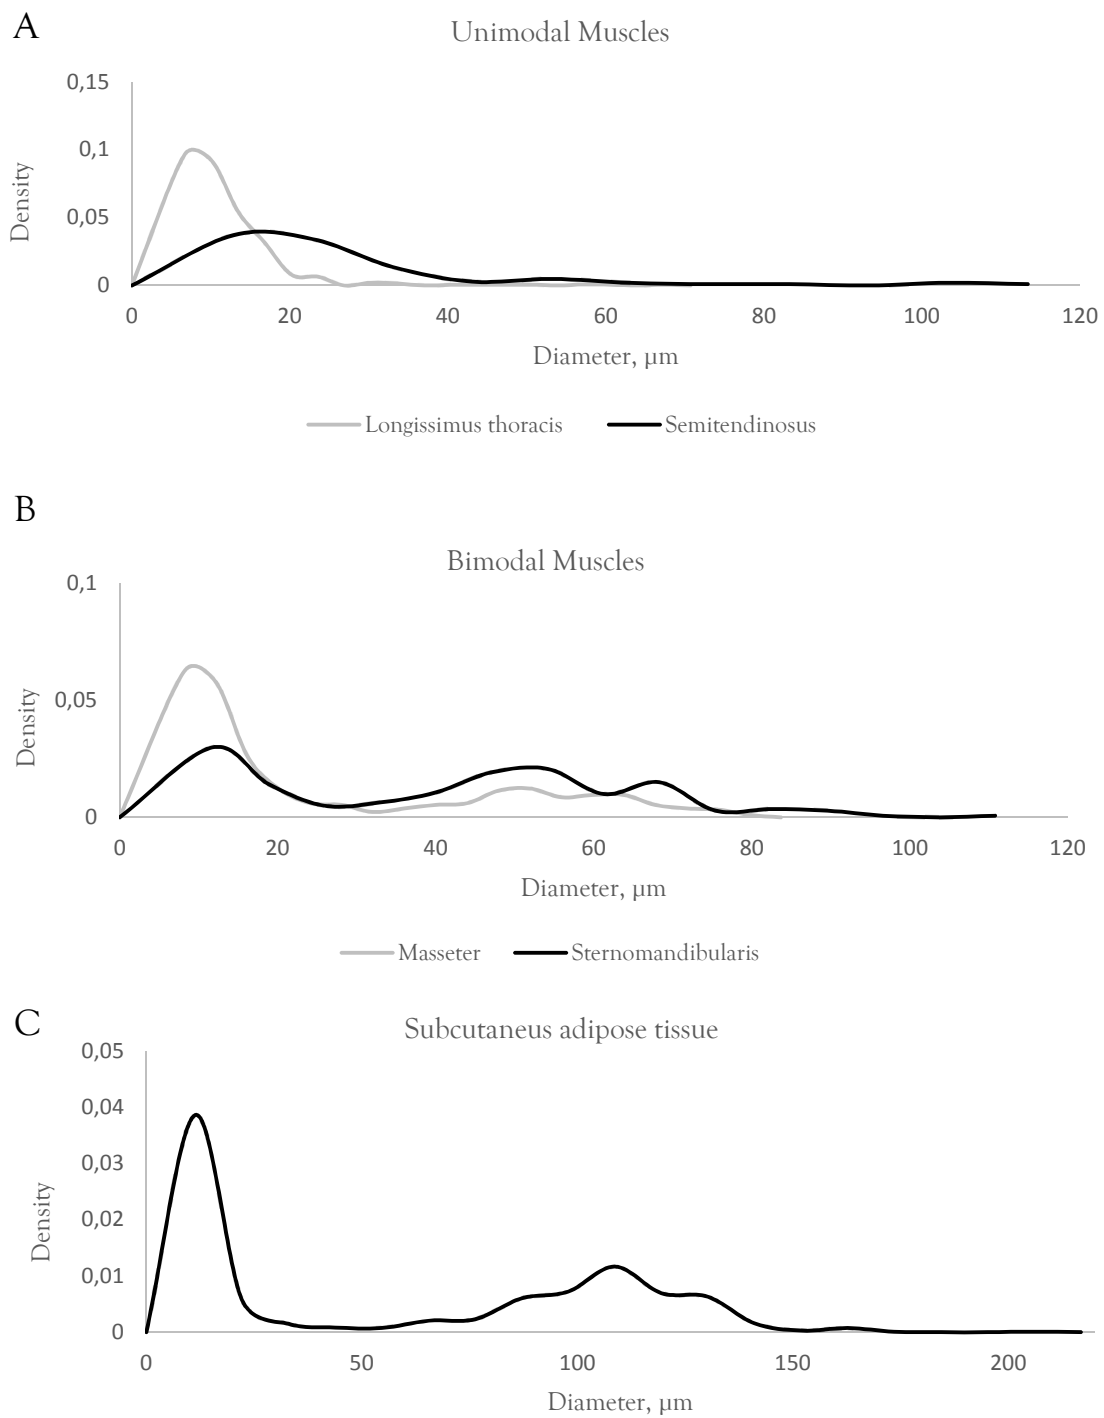 A
Unimodal Muscles
0,15
0,1
0,05
0
Density
0 20 40 60 80 100 120
Diameter, µm
Longissimus thoracis Semitendinosus
B
Bimodal Muscles
0,1
0,05
0
Density
0 20 40 60 80 100 120
Diameter, µm
Masseter Sternomandibularis
C
Subcutaneus adipose tissue
0,05
0,04
0,03
0,02
0,01
0
Density
0 50 100 150 200
Diameter, µm